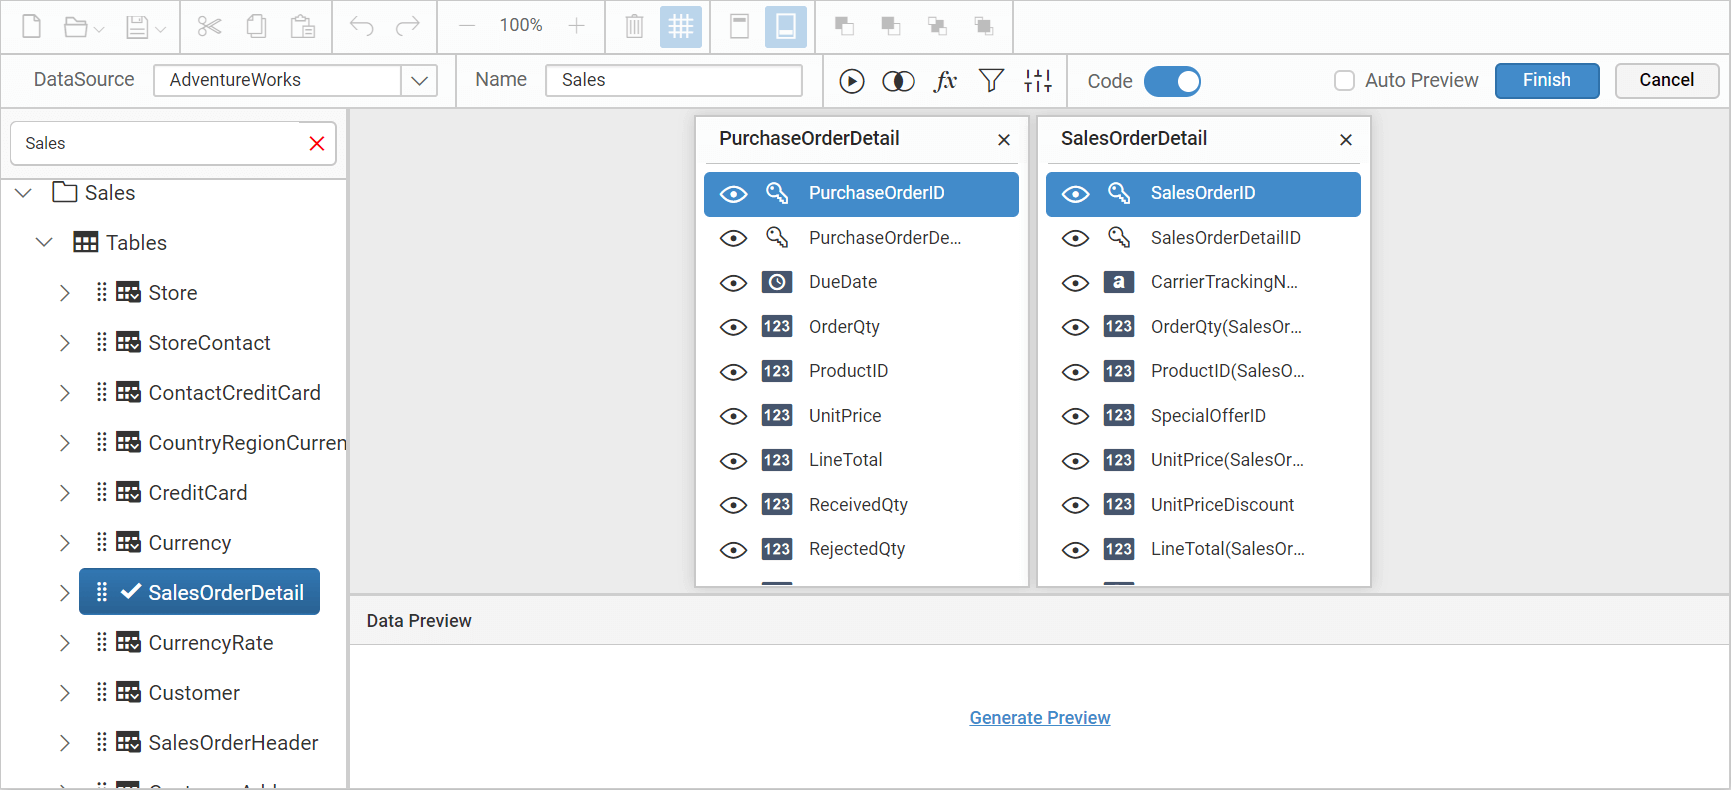 100%
DataSource
AdventureWorks
Name
Sales
fx
Code
Auto Preview
Finish
Cancel
Sales
Sales
Tables
Store
StoreContact
ContactCreditCard
CountryRegionCurren
CreditCard
Currency
SalesOrderDetail
CurrencyRate
Customer
SalesOrderHeader
PurchaseOrderDetail
PurchaseOrderID
PurchaseOrderDe...
DueDate
123 OrderQty
123 ProductID
123 UnitPrice
123 LineTotal
123 ReceivedQty
123 RejectedQty
SalesOrderDetail
SalesOrderID
SalesOrderDetailID
a CarrierTrackingN...
123 OrderQty(SalesOr...
123 ProductID(SalesO...
123 SpecialOfferID
123 UnitPrice(SalesOr...
123 UnitPriceDiscount
123 LineTotal(SalesOr...
Data Preview
Generate Preview